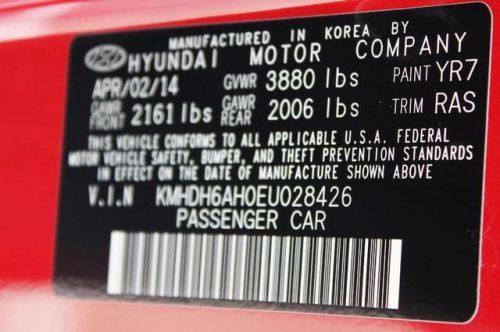 MANUFACTURED IN KOREA BY
HYUNDAI MOTOR COMPANY
APR/02/14 GVWR 3880 lbs PAINT YR7
GAWR FRONT 2161 lbs GAWR REAR 2006 lbs TRIM RAS
THIS VEHICLE CONFORMS TO ALL APPLICABLE U.S.A. FEDERAL
MOTOR VEHICLE SAFETY, BUMPER, AND THEFT PREVENTION STANDARDS
IN EFFECT ON THE DATE OF MANUFACTURE SHOWN ABOVE
V.I.N KMHDH6AH0EU028426
PASSENGER CAR